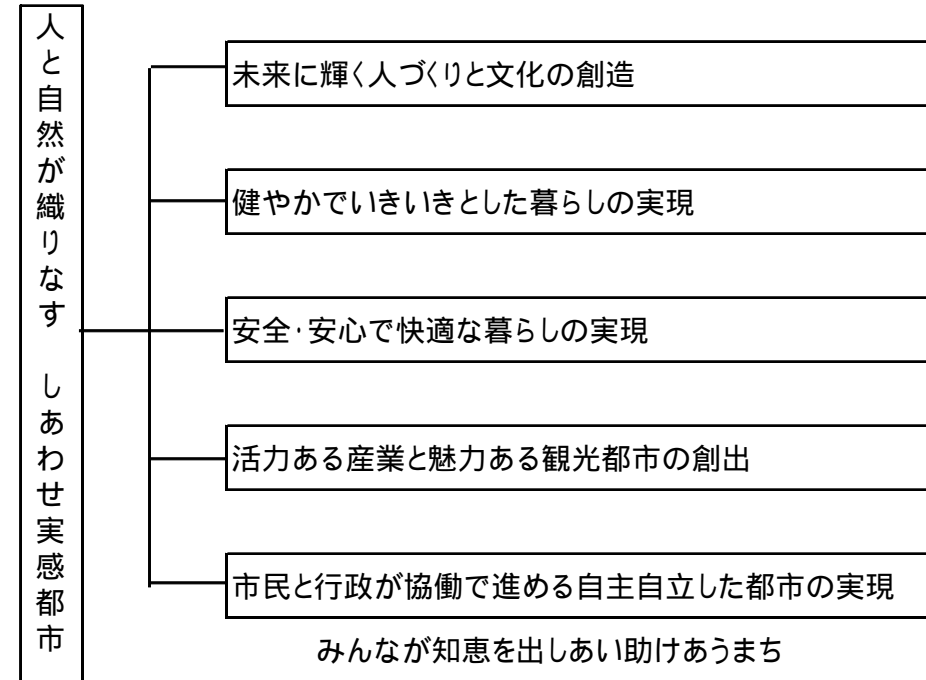 人と自然が織りなす　しあわせ実感都市
未来に輝く人づくりと文化の創造
健やかでいきいきとした暮らしの実現
安全・安心で快適な暮らしの実現
活力ある産業と魅力ある観光都市の創出
市民と行政が協働で進める自主自立した都市の実現
みんなが知恵を出しあい助けあうまち